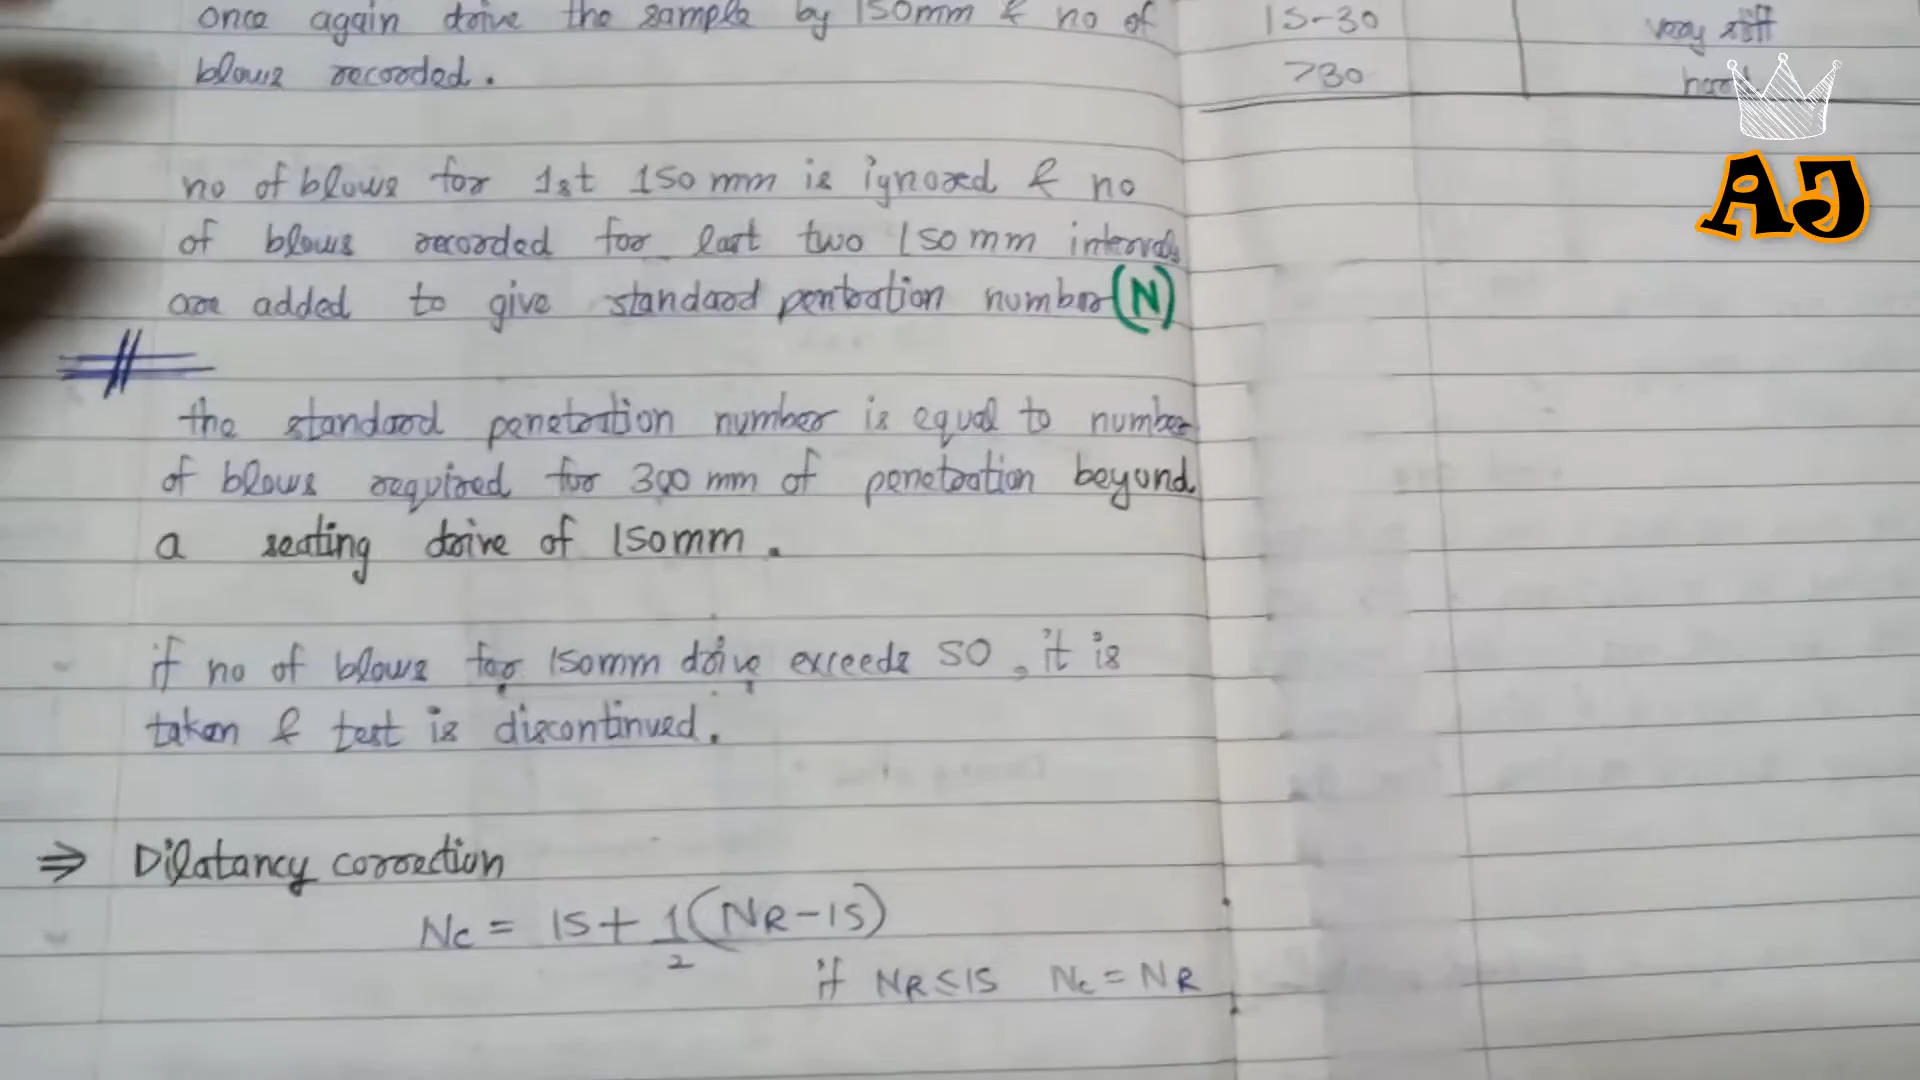 once again drive the sample by 150mm & no of
blows recorded.
no of blows for 1st 150 mm is ignored & no
of blows recorded for last two 150 mm intervals
are added to give standard pentration number (N)
the standard penetration number is equal to number
of blows required for 300 mm of penetration beyond
a seating drive of 150mm.
if no of blows for 150mm drive exceeds 50, it is
taken & test is discontinued.
⇒ Dilatancy correction
Nc = 15 + 1/2 (NR - 15)
if NR ≤ 15 Nc = NR
15-30 very stiff
>30 hard
AJ